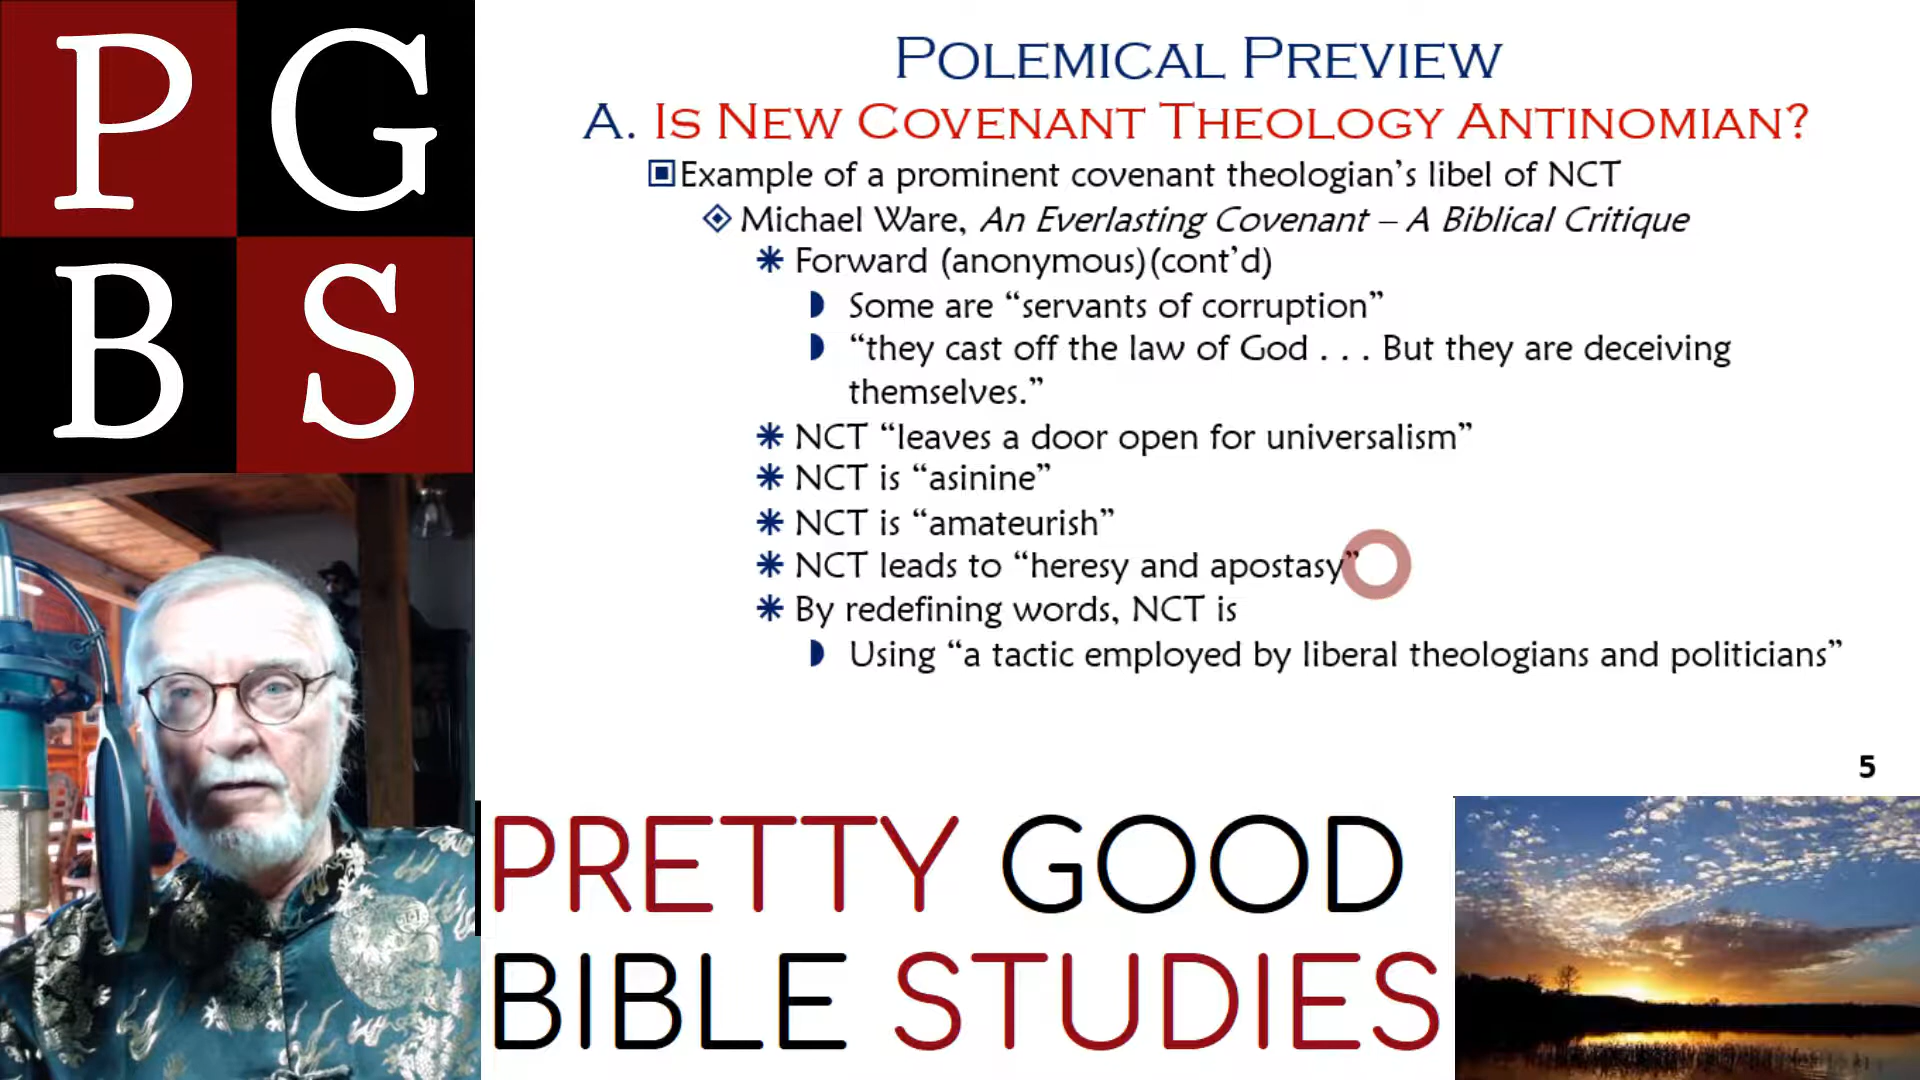 PG
BS
POLEMICAL PREVIEW
A. IS NEW COVENANT THEOLOGY ANTINOMIAN?
Example of a prominent covenant theologian’s libel of NCT
Michael Ware, An Everlasting Covenant – A Biblical Critique
Forward (anonymous)(cont’d)
Some are “servants of corruption”
“they cast off the law of God . . . But they are deceiving
themselves.”
NCT “leaves a door open for universalism”
NCT is “asinine”
NCT is “amateurish”
NCT leads to “heresy and apostasy”
By redefining words, NCT is
Using “a tactic employed by liberal theologians and politicians”
5
PRETTY GOOD
BIBLE STUDIES